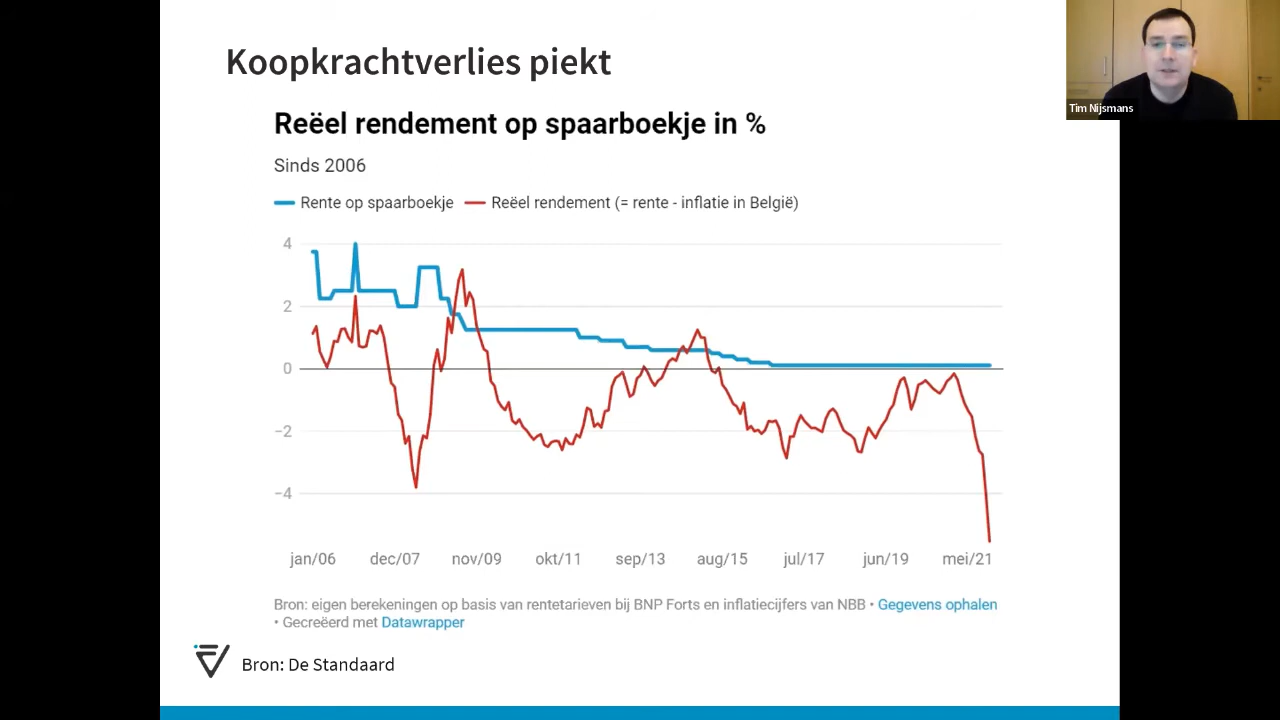 Koopkrachtverlies piekt
Tim Nijsmans
Reëel rendement op spaarboekje in %
Sinds 2006
Rente op spaarboekje
Reëel rendement (= rente - inflatie in België)
4
2
0
−2
−4
jan/06
dec/07
nov/09
okt/11
sep/13
aug/15
jul/17
jun/19
mei/21
Bron: eigen berekeningen op basis van rentetarieven bij BNP Forts en inflatiecijfers van NBB • Gegevens ophalen
• Gecreëerd met Datawrapper
Bron: De Standaard